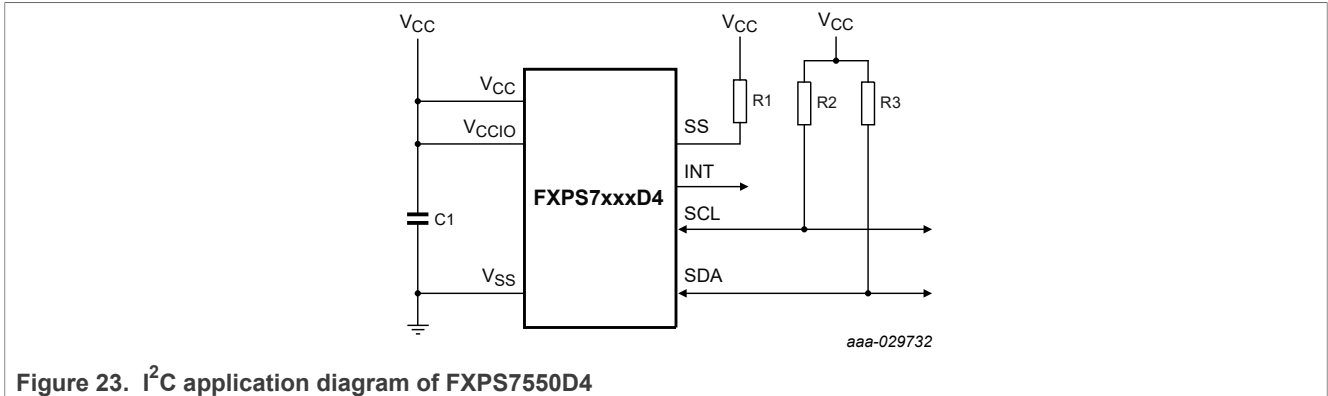 VCC
VCC
VCC
VCC
R1
R2
R3
VCCIO
SS
INT
FXPS7xxxD4
SCL
C1
VSS
SDA
aaa-029732
Figure 23. I²C application diagram of FXPS7550D4